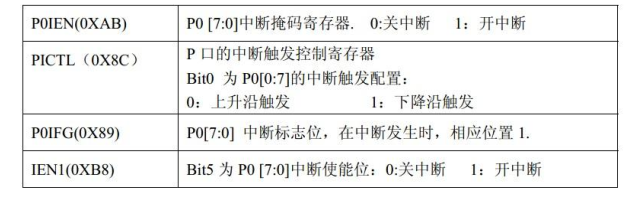 P0IEN(0XAB) P0 [7:0]中断掩码寄存器. 0:关中断 1：开中断
PICTL（0X8C） P 口的中断触发控制寄存器
Bit0 为 P0[0:7]的中断触发配置：
0：上升沿触发 1：下降沿触发
P0IFG(0X89) P0[7:0] 中断标志位，在中断发生时，相应位置 1.
IEN1(0XB8) Bit5 为 P0 [7:0]中断使能位：0:关中断 1：开中断